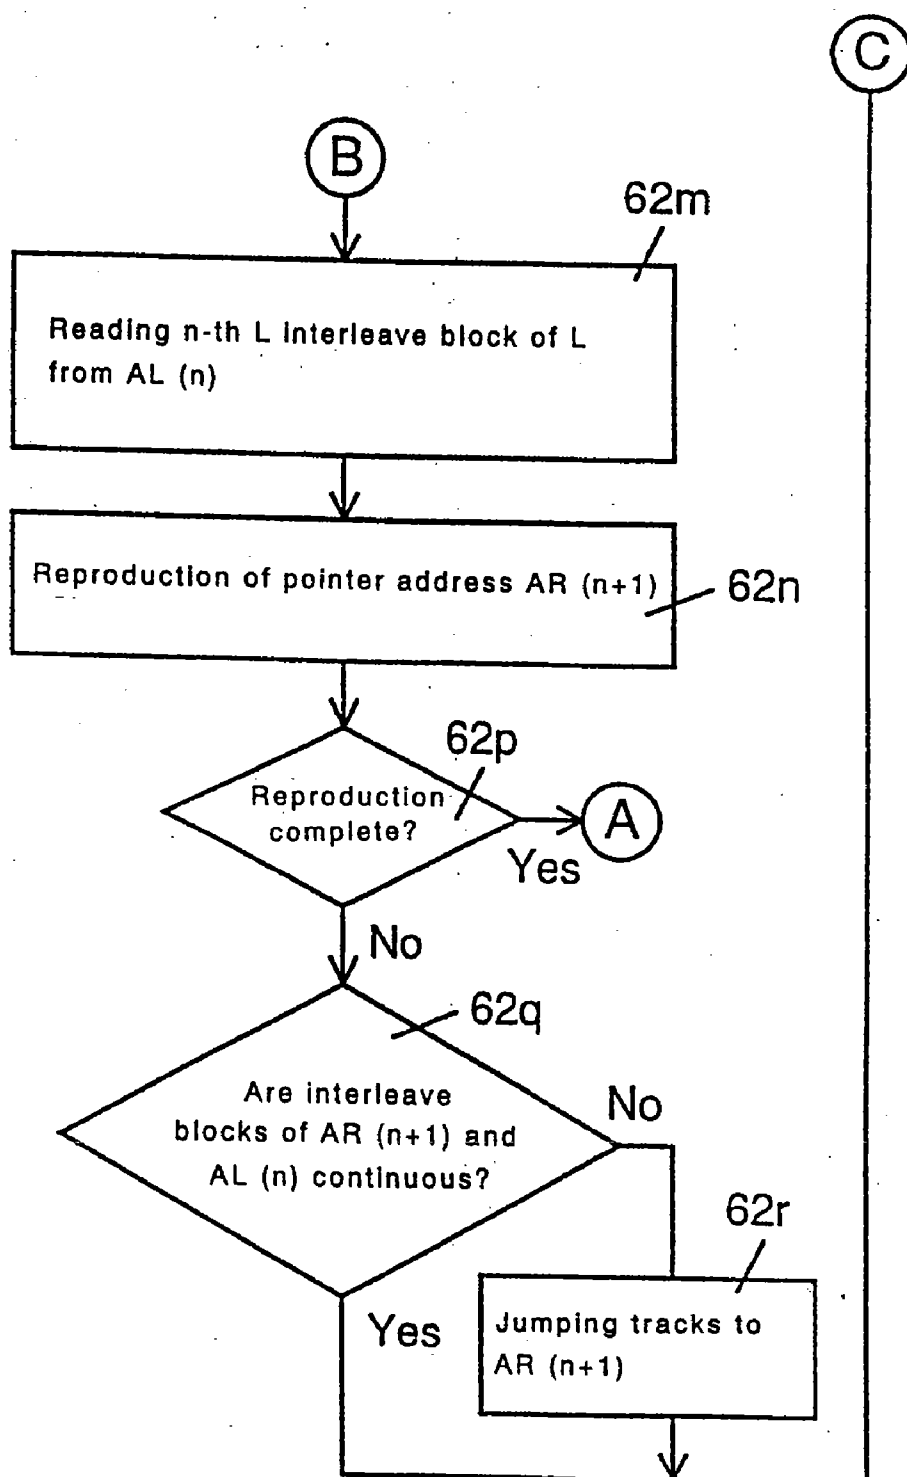 C
B
62m
Reading n-th L interleave block of L
from AL (n)
Reproduction of pointer address AR (n+1)
62n
62p
Reproduction
complete?
A
Yes
No
62q
Are interleave
blocks of AR (n+1) and
AL (n) continuous?
No
62r
Yes
Jumping tracks to
AR (n+1)